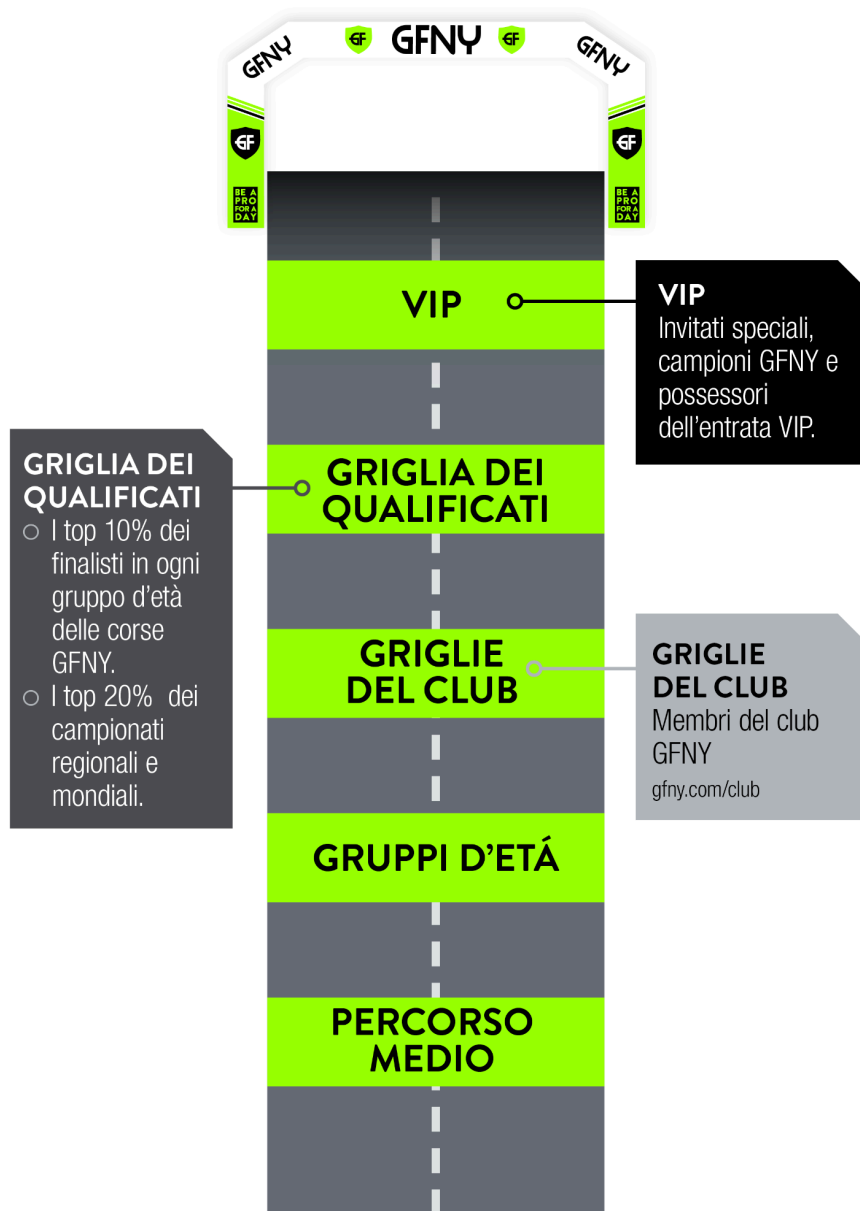 GFNY
GF
GFNY
GF
GFNY
GF
GF
BE A
PRO
FOR A
DAY
BE A
PRO
FOR A
DAY
VIP
VIP
Invitati speciali,
campioni GFNY e
possessori
dell'entrata VIP.
GRIGLIA DEI
QUALIFICATI
I top 10% dei
finalisti in ogni
gruppo d'età
delle corse
GFNY.
I top 20% dei
campionati
regionali e
mondiali.
GRIGLIA DEI
QUALIFICATI
GRIGLIE
DEL CLUB
GRIGLIE
DEL CLUB
Membri del club
GFNY
gfny.com/club
GRUPPI D'ETÁ
PERCORSO
MEDIO